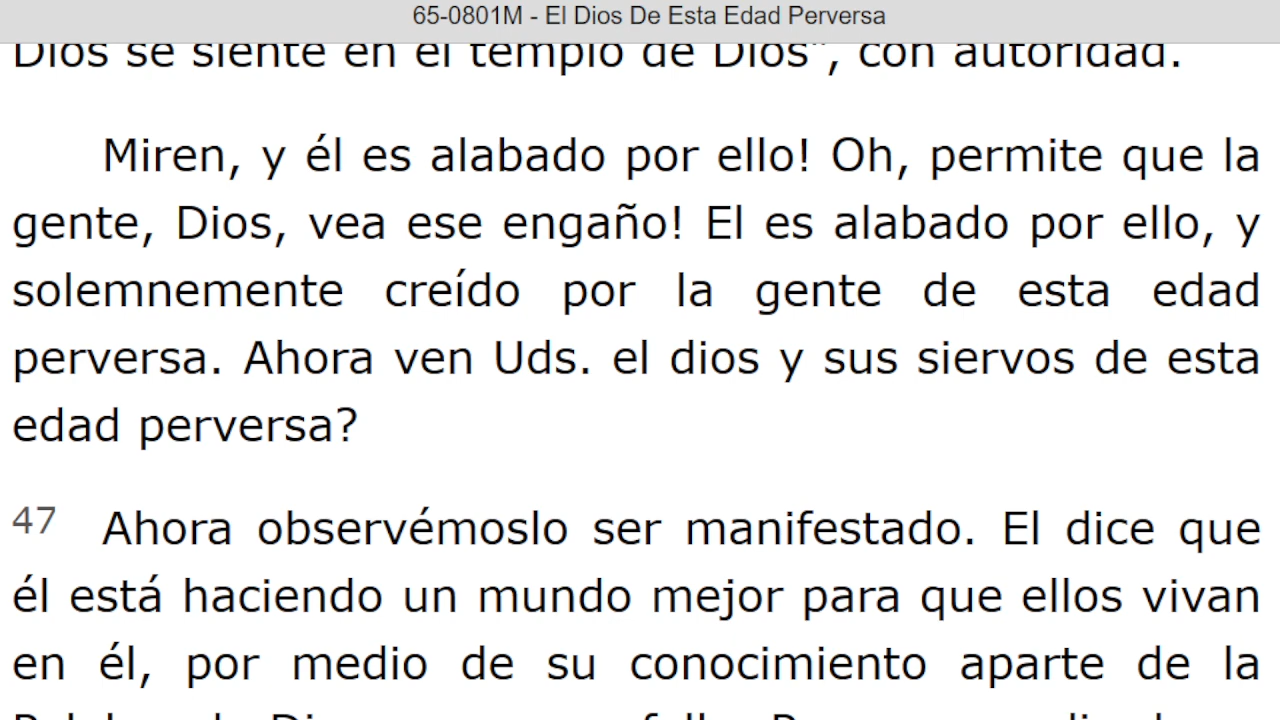 65-0801M - El Dios De Esta Edad Perversa
Dios se siente en el templo de Dios", con autoridad.
Miren, y él es alabado por ello! Oh, permite que la
gente, Dios, vea ese engaño! El es alabado por ello, y
solemnemente creído por la gente de esta edad
perversa. Ahora ven Uds. el dios y sus siervos de esta
edad perversa?
47 Ahora observémoslo ser manifestado. El dice que
él está haciendo un mundo mejor para que ellos vivan
en él, por medio de su conocimiento aparte de la